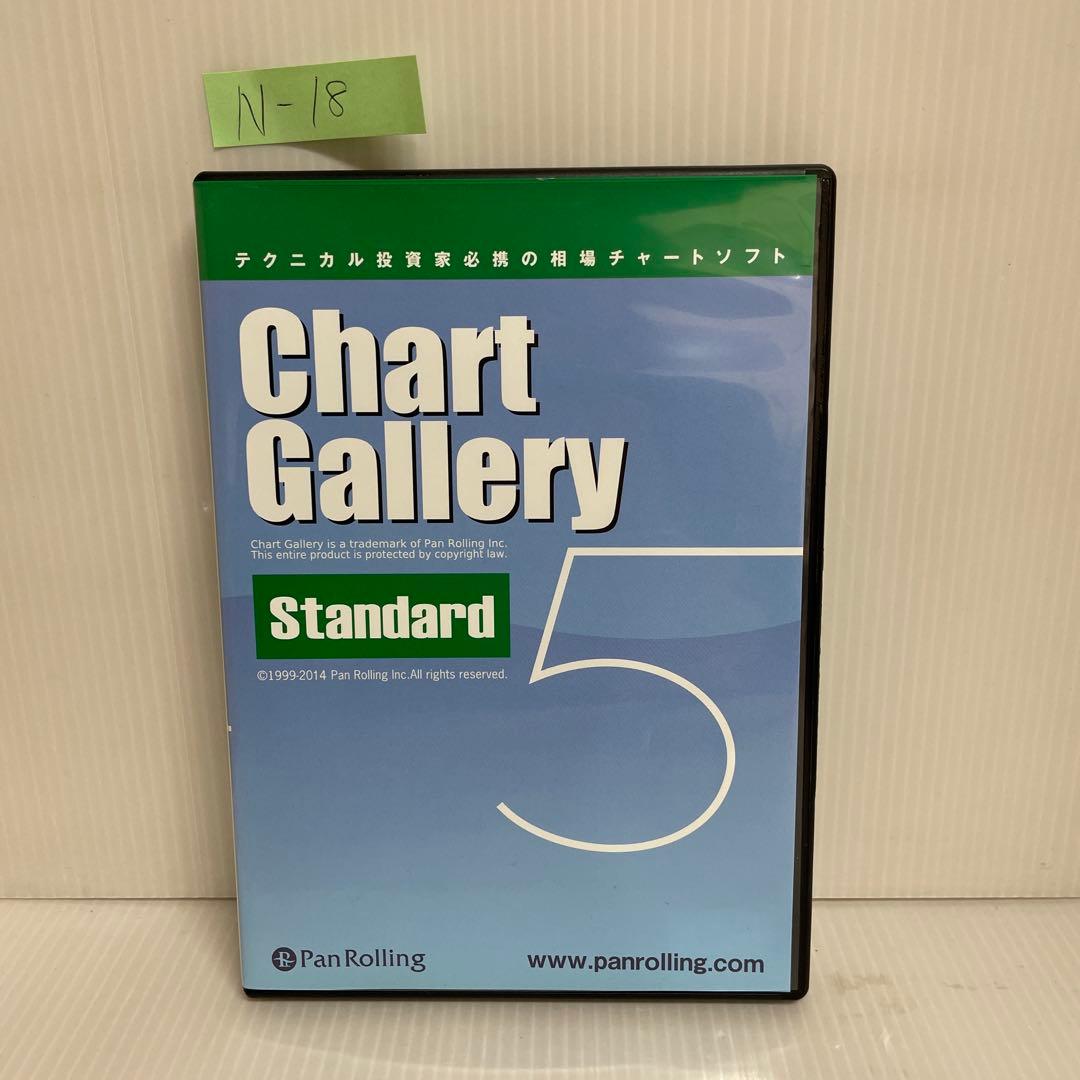 N-18
テクニカル投資家必携の相場チャートソフト
Chart
Gallery
Chart Gallery is a trademark of Pan Rolling Inc.
This entire product is protected by copyright law.
5
Standard
©1999-2014 Pan Rolling Inc.All rights reserved.
Pan Rolling
www.panrolling.com